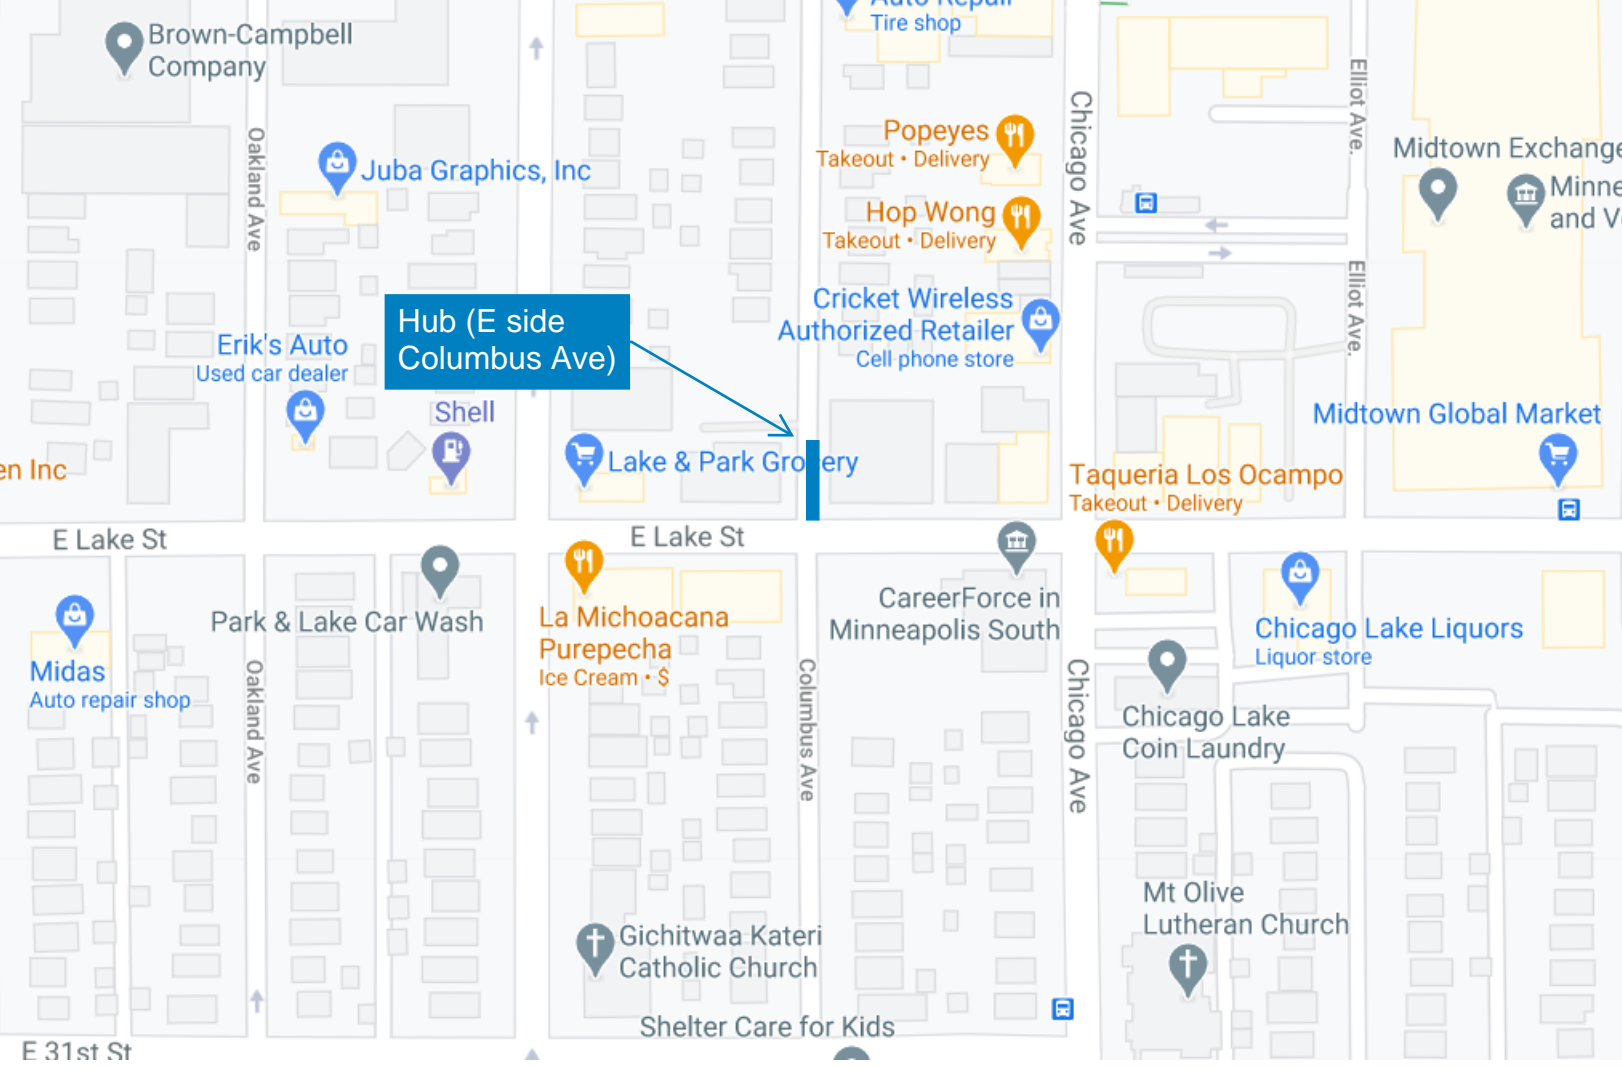 Auto Repair
Tire shop
Brown-Campbell
Company
Oakland Ave
Juba Graphics, Inc
Popeyes
Takeout • Delivery
Hop Wong
Takeout • Delivery
Chicago Ave
Elliot Ave.
Midtown Exchange
Minne
and V
Elliot Ave.
Hub (E side
Columbus Ave)
Cricket Wireless
Authorized Retailer
Cell phone store
Erik's Auto
Used car dealer
Shell
Midtown Global Market
en Inc
Lake & Park Grocery
Taqueria Los Ocampo
Takeout • Delivery
E Lake St
E Lake St
Park & Lake Car Wash
La Michoacana
Purepecha
Ice Cream • $
CareerForce in
Minneapolis South
Chicago Lake Liquors
Liquor store
Midas
Auto repair shop
Oakland Ave
Columbus Ave
Chicago Ave
Chicago Lake
Coin Laundry
Mt Olive
Lutheran Church
Gichitwaa Kateri
Catholic Church
Shelter Care for Kids
E 31st St